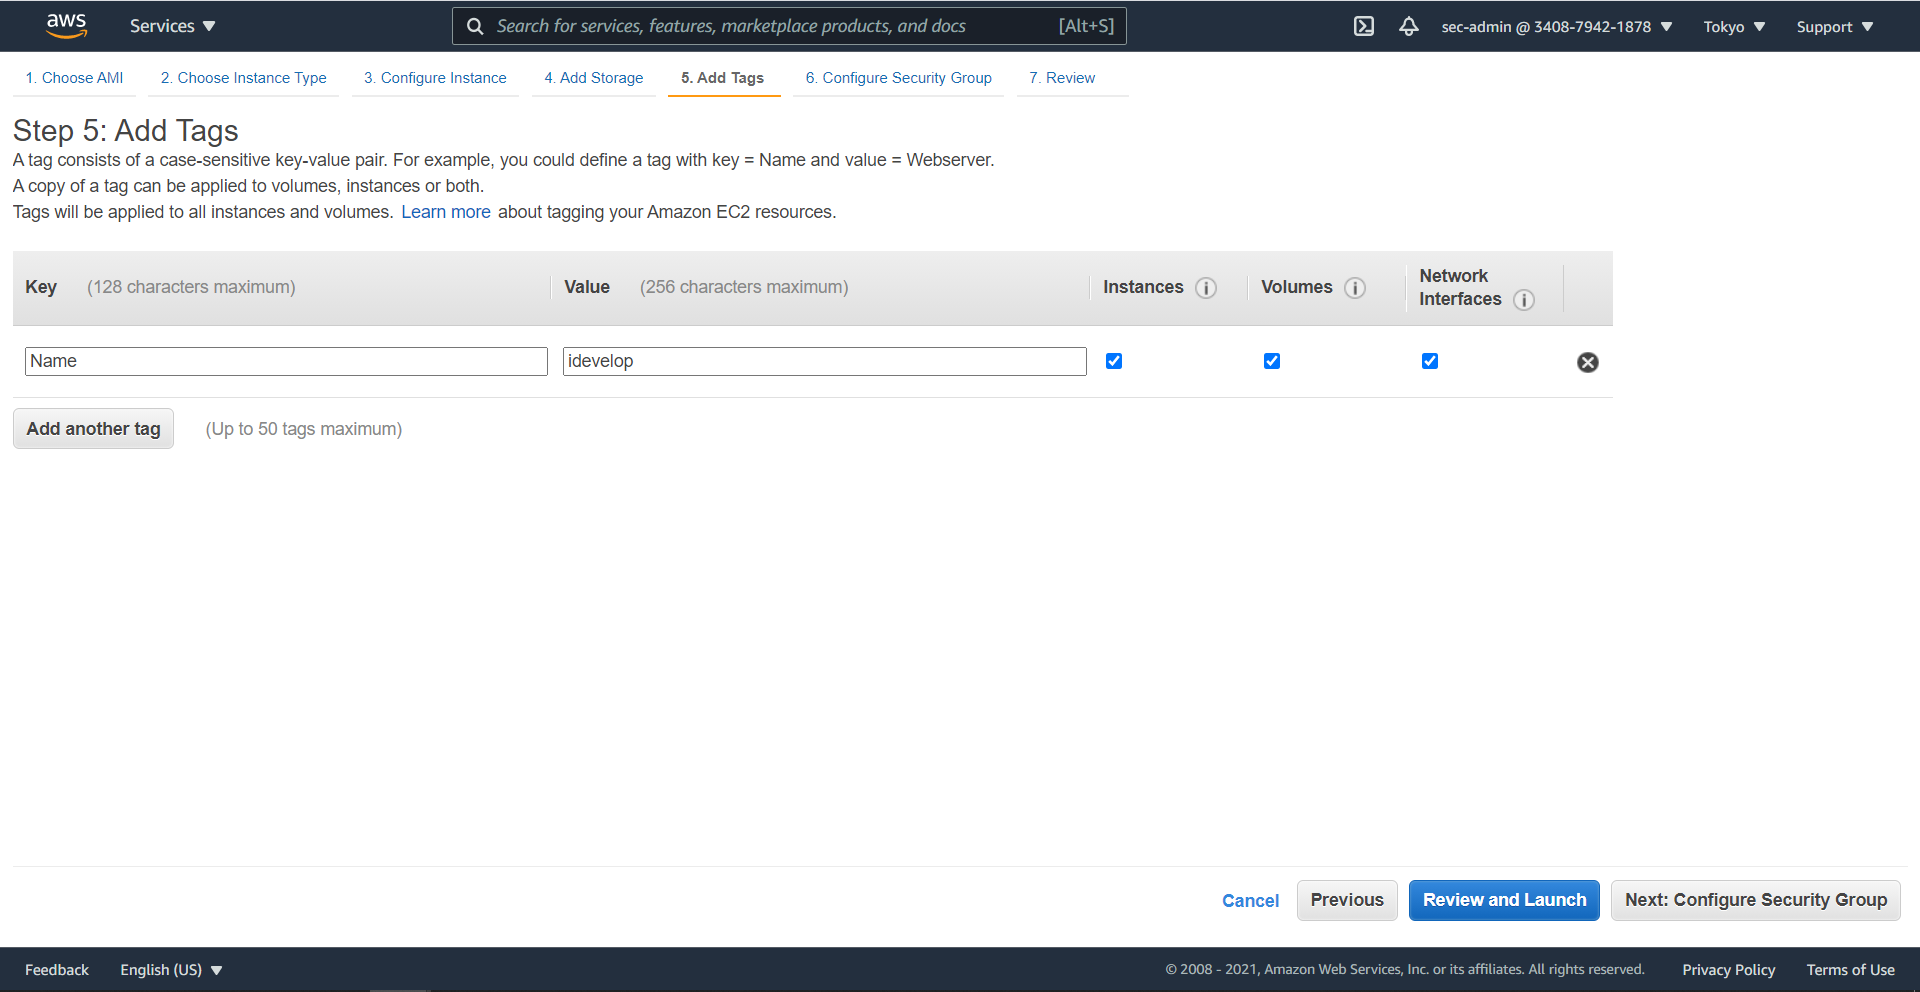 aws Services Search for services, features, marketplace products, and docs [Alt+S] sec-admin @ 3408-7942-1878 Tokyo Support
1. Choose AMI 2. Choose Instance Type 3. Configure Instance 4. Add Storage 5. Add Tags 6. Configure Security Group 7. Review
Step 5: Add Tags
A tag consists of a case-sensitive key-value pair. For example, you could define a tag with key = Name and value = Webserver.
A copy of a tag can be applied to volumes, instances or both.
Tags will be applied to all instances and volumes. Learn more about tagging your Amazon EC2 resources.
Key (128 characters maximum) Value (256 characters maximum) Instances Volumes Network
Interfaces
Name idevelop
Add another tag (Up to 50 tags maximum)
Cancel Previous Review and Launch Next: Configure Security Group
Feedback English (US) © 2008 - 2021, Amazon Web Services, Inc. or its affiliates. All rights reserved. Privacy Policy Terms of Use